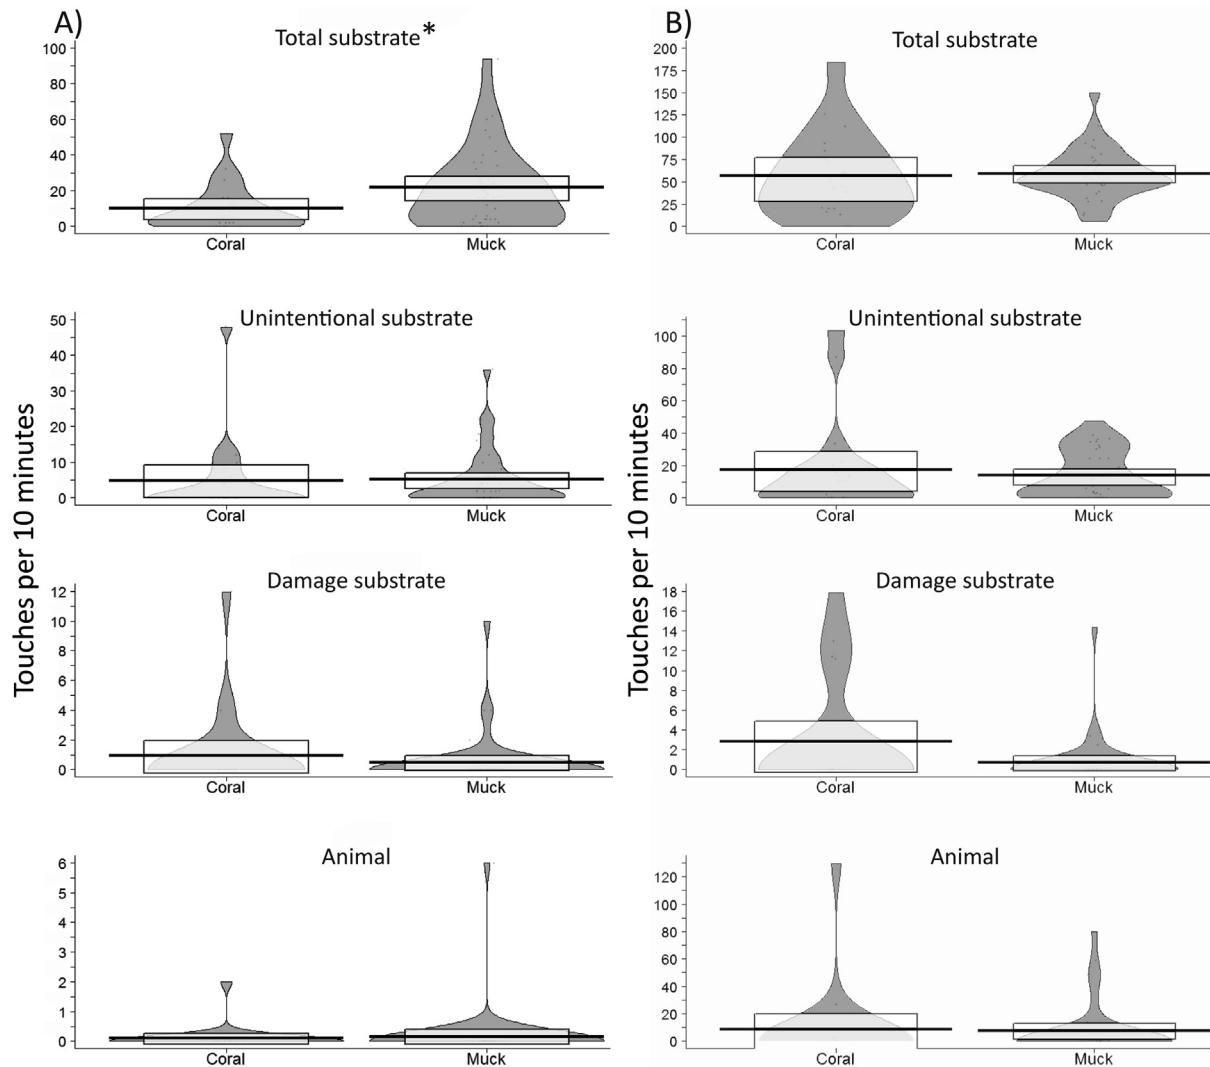 A)
Total substrate*
100
80
60
40
20
0
Coral
Muck
Unintentional substrate
50
40
30
20
10
0
Coral
Muck
Damage substrate
12
10
8
6
4
2
0
Coral
Muck
Animal
6
5
4
3
2
1
0
Coral
Muck
Touches per 10 minutes
B)
Total substrate
200
175
150
125
100
75
50
25
0
Coral
Muck
Unintentional substrate
100
80
60
40
20
0
Coral
Muck
Damage substrate
18
16
14
12
10
8
6
4
2
0
Coral
Muck
Animal
120
100
80
60
40
20
0
Coral
Muck
Touches per 10 minutes